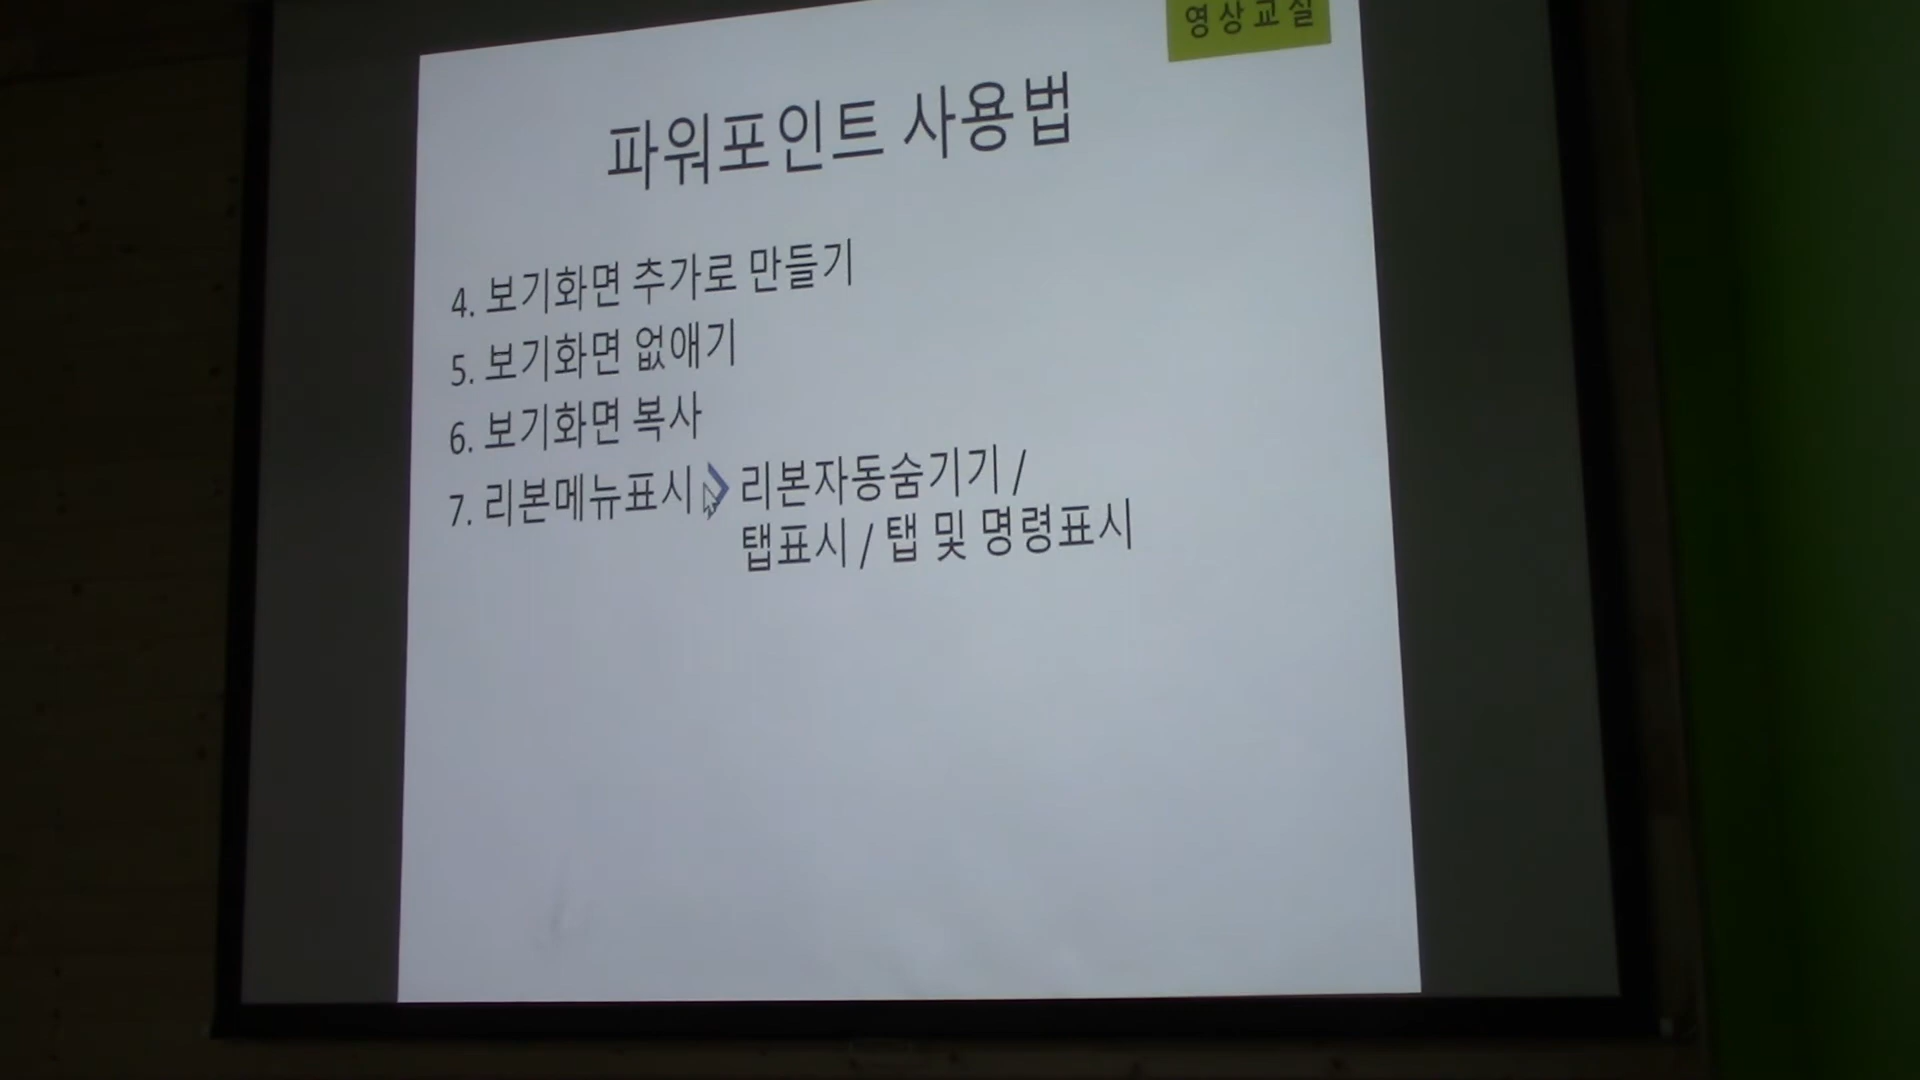 영상교실
파워포인트 사용법
4. 보기화면 추가로 만들기
5. 보기화면 없애기
6. 보기화면 복사
7. 리본메뉴표시 리본자동숨기기 /
탭표시 / 탭 및 명령표시